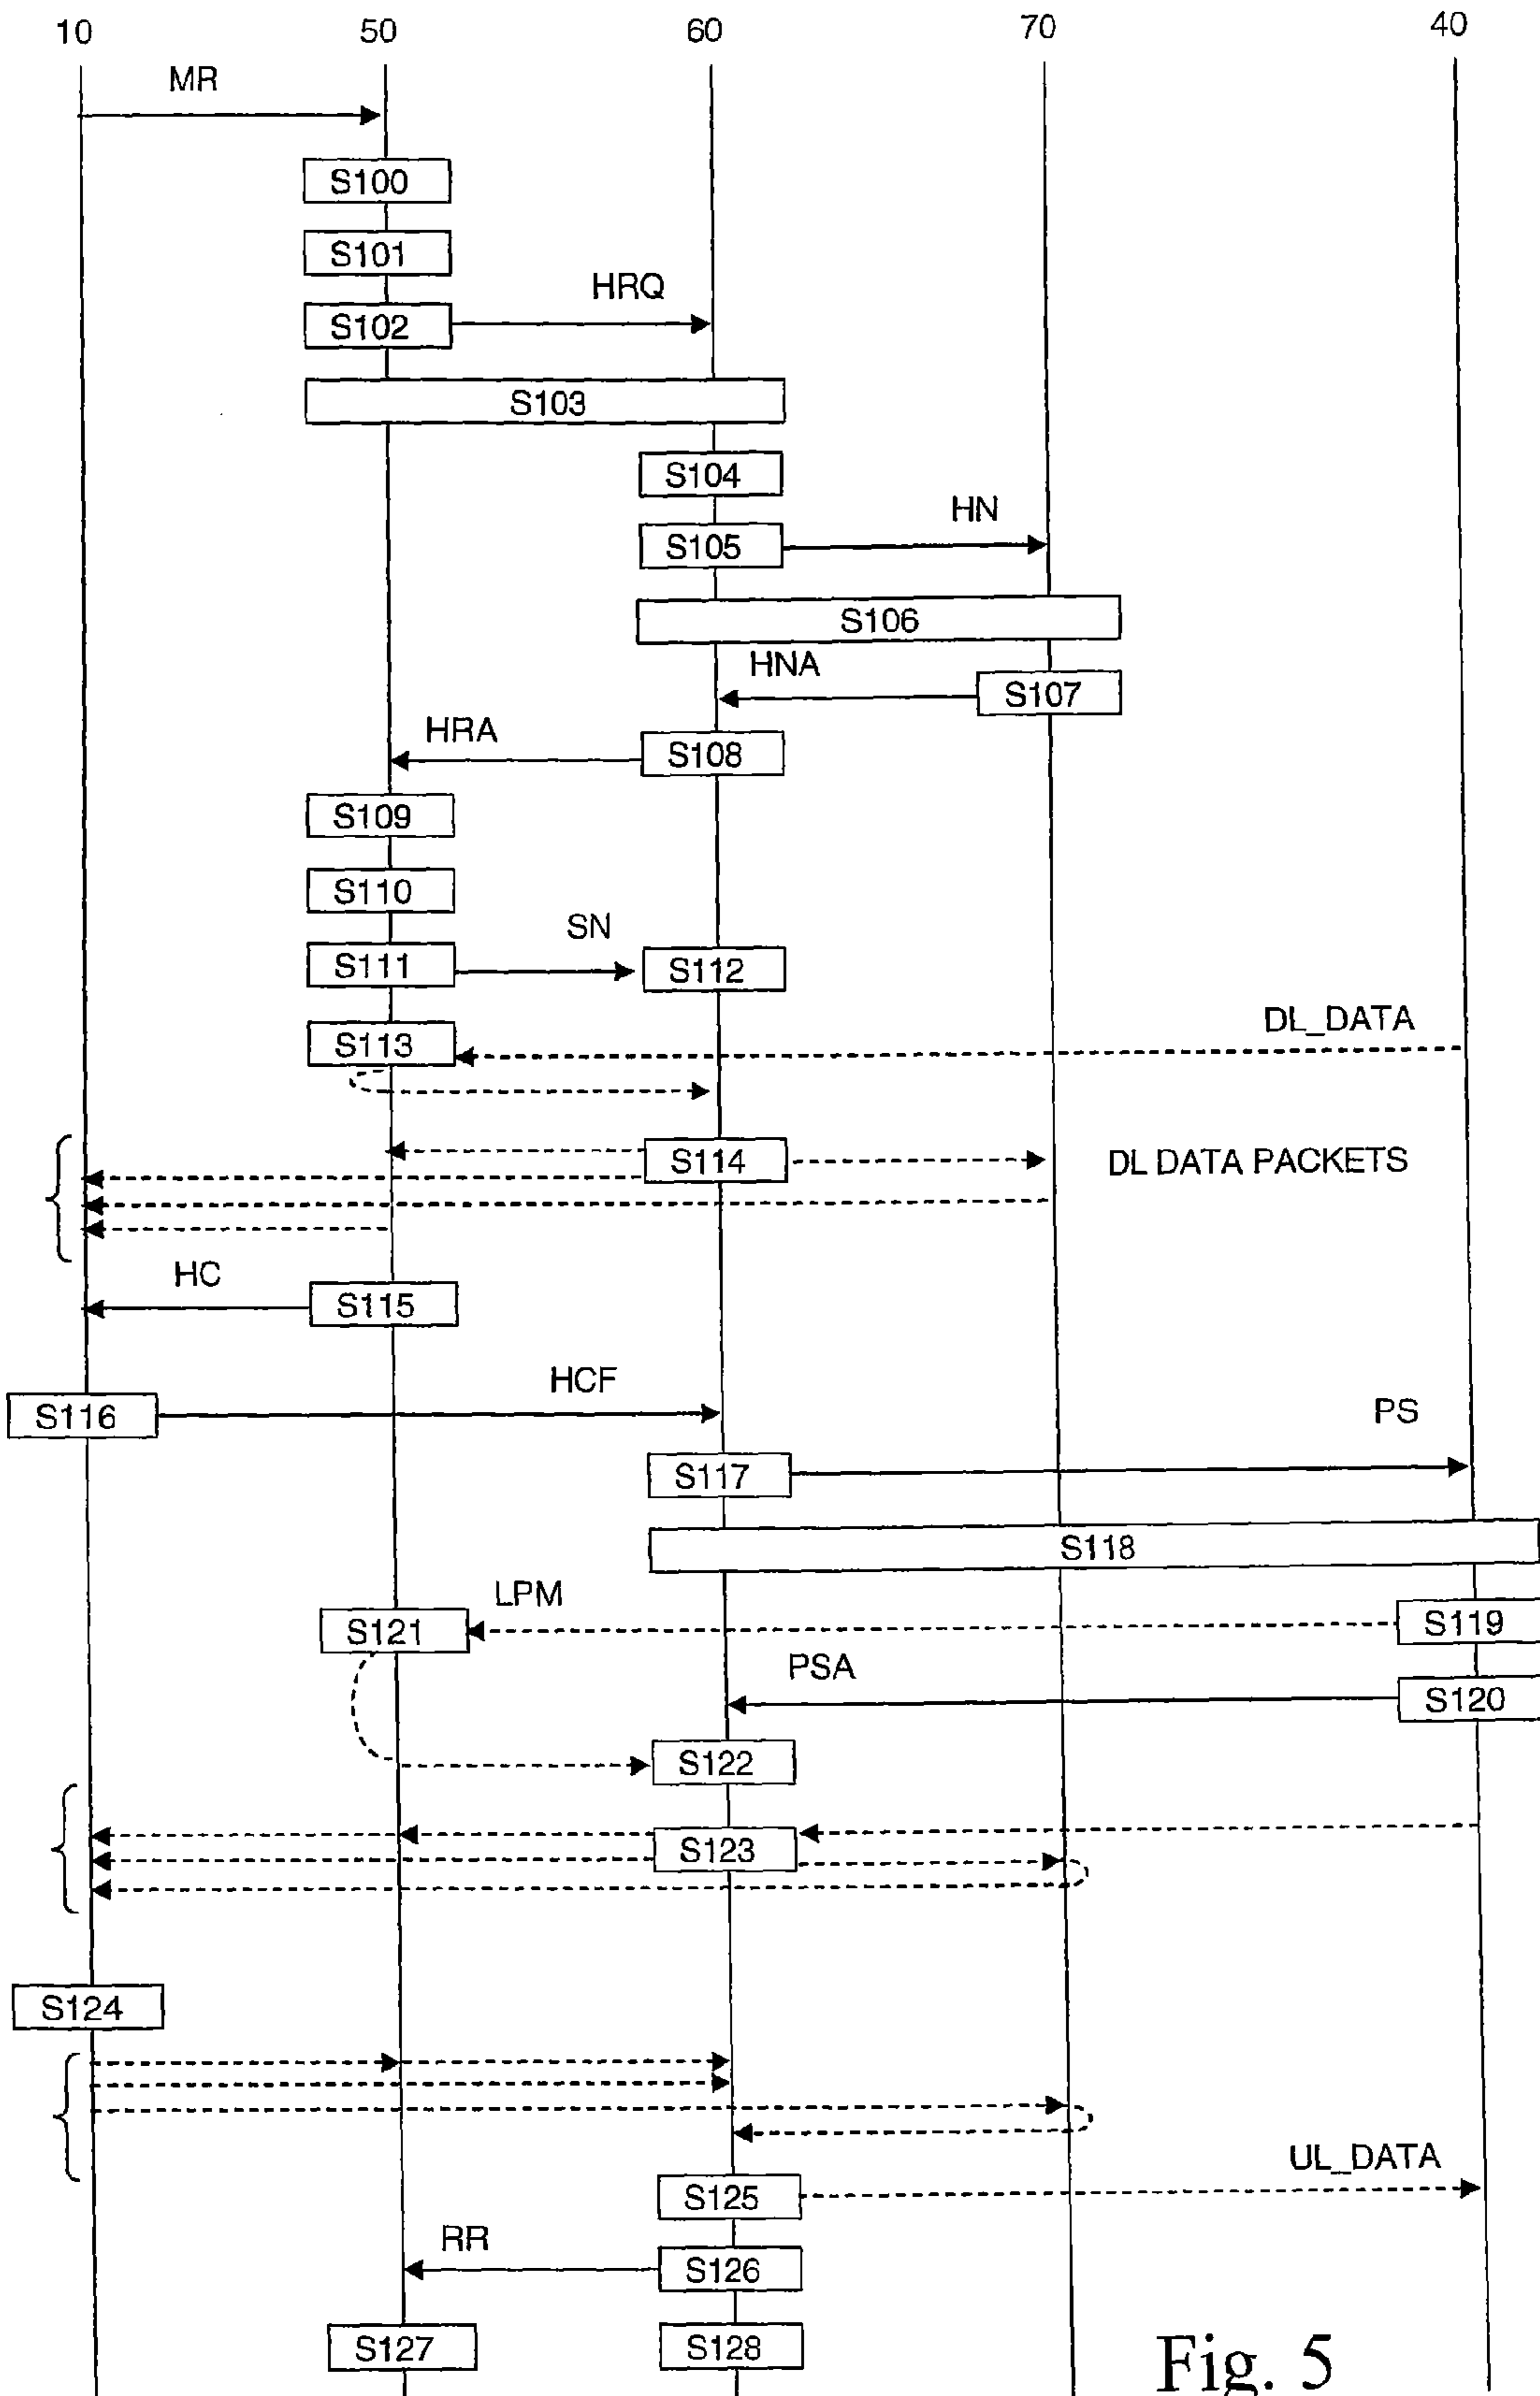 10 50 60 70 40
MR
S100
S101
HRQ
S102
S103
S104
HN
S105
S106
HNA
S107
HRA
S108
S109
S110
SN
S111 S112
DL_DATA
S113
S114 DL DATA PACKETS
HC
S115
HCF
S116 PS
S117
S118
LPM
S121 S119
PSA
S120
S122
S123
S124
UL_DATA
S125
RR
S126
S127 S128
Fig. 5